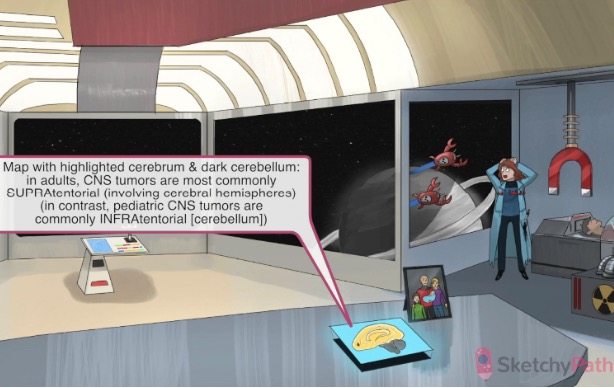 Map with highlighted cerebrum & dark cerebellum:
in adults, CNS tumors are most commonly
SUPRAtentorial (involving cerebral hemispheres)
(in contrast, pediatric CNS tumors are
commonly INFRAtentorial [cerebellum])
SketchyPath